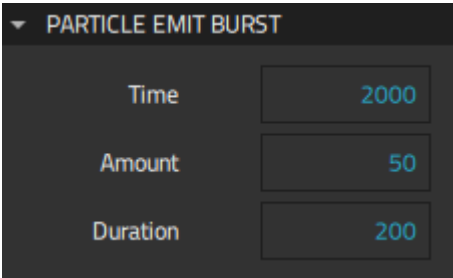 PARTICLE EMIT BURST
Time 2000
Amount 50
Duration 200